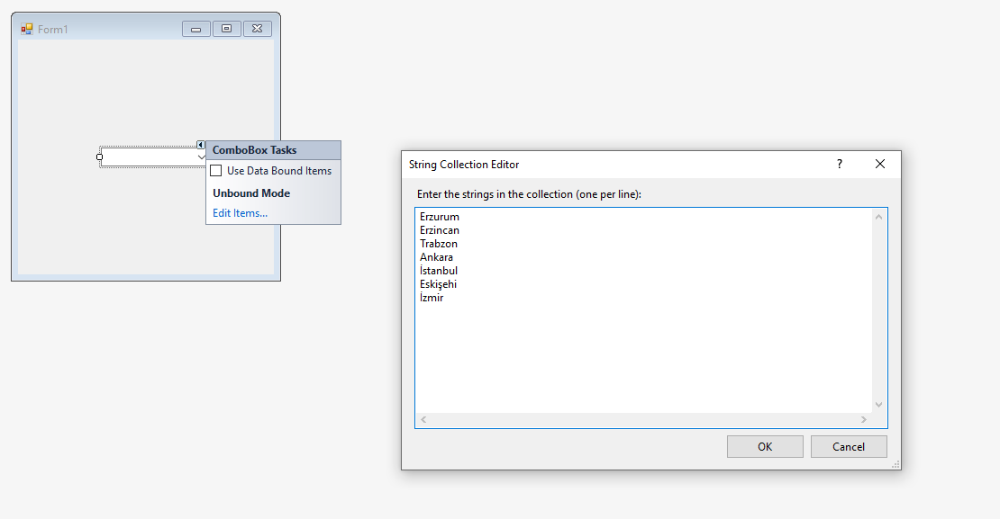 Form1
ComboBox Tasks
Use Data Bound Items
Unbound Mode
Edit Items...
String Collection Editor
?
Enter the strings in the collection (one per line):
Erzurum
Erzincan
Trabzon
Ankara
İstanbul
Eskişehi
İzmir
OK
Cancel